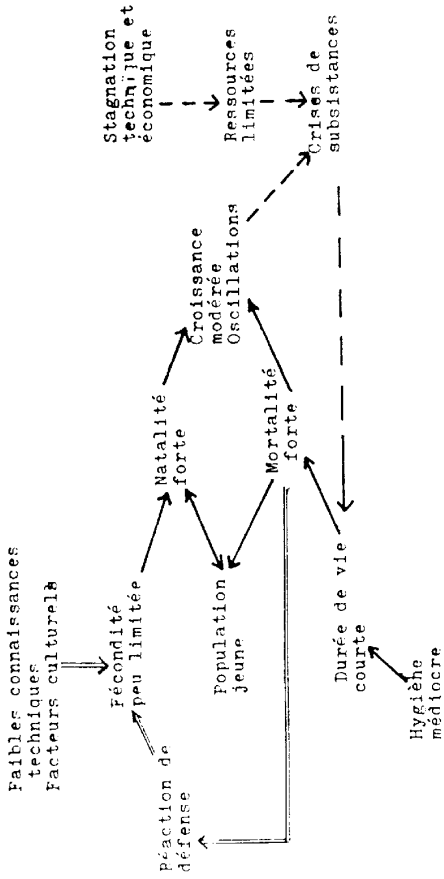 Faibles connaissances
techniques
Facteurs culturels
Réaction de
défense
Fécondité
peu limitée
Natalité
forte
Population
jeune
Croissance
modérée
Oscillations
Mortalité
forte
Durée de vie
courte
Hygiène
médiocre
Stagnation
technique et
économique
Ressources
limitées
Crises de
subsistances